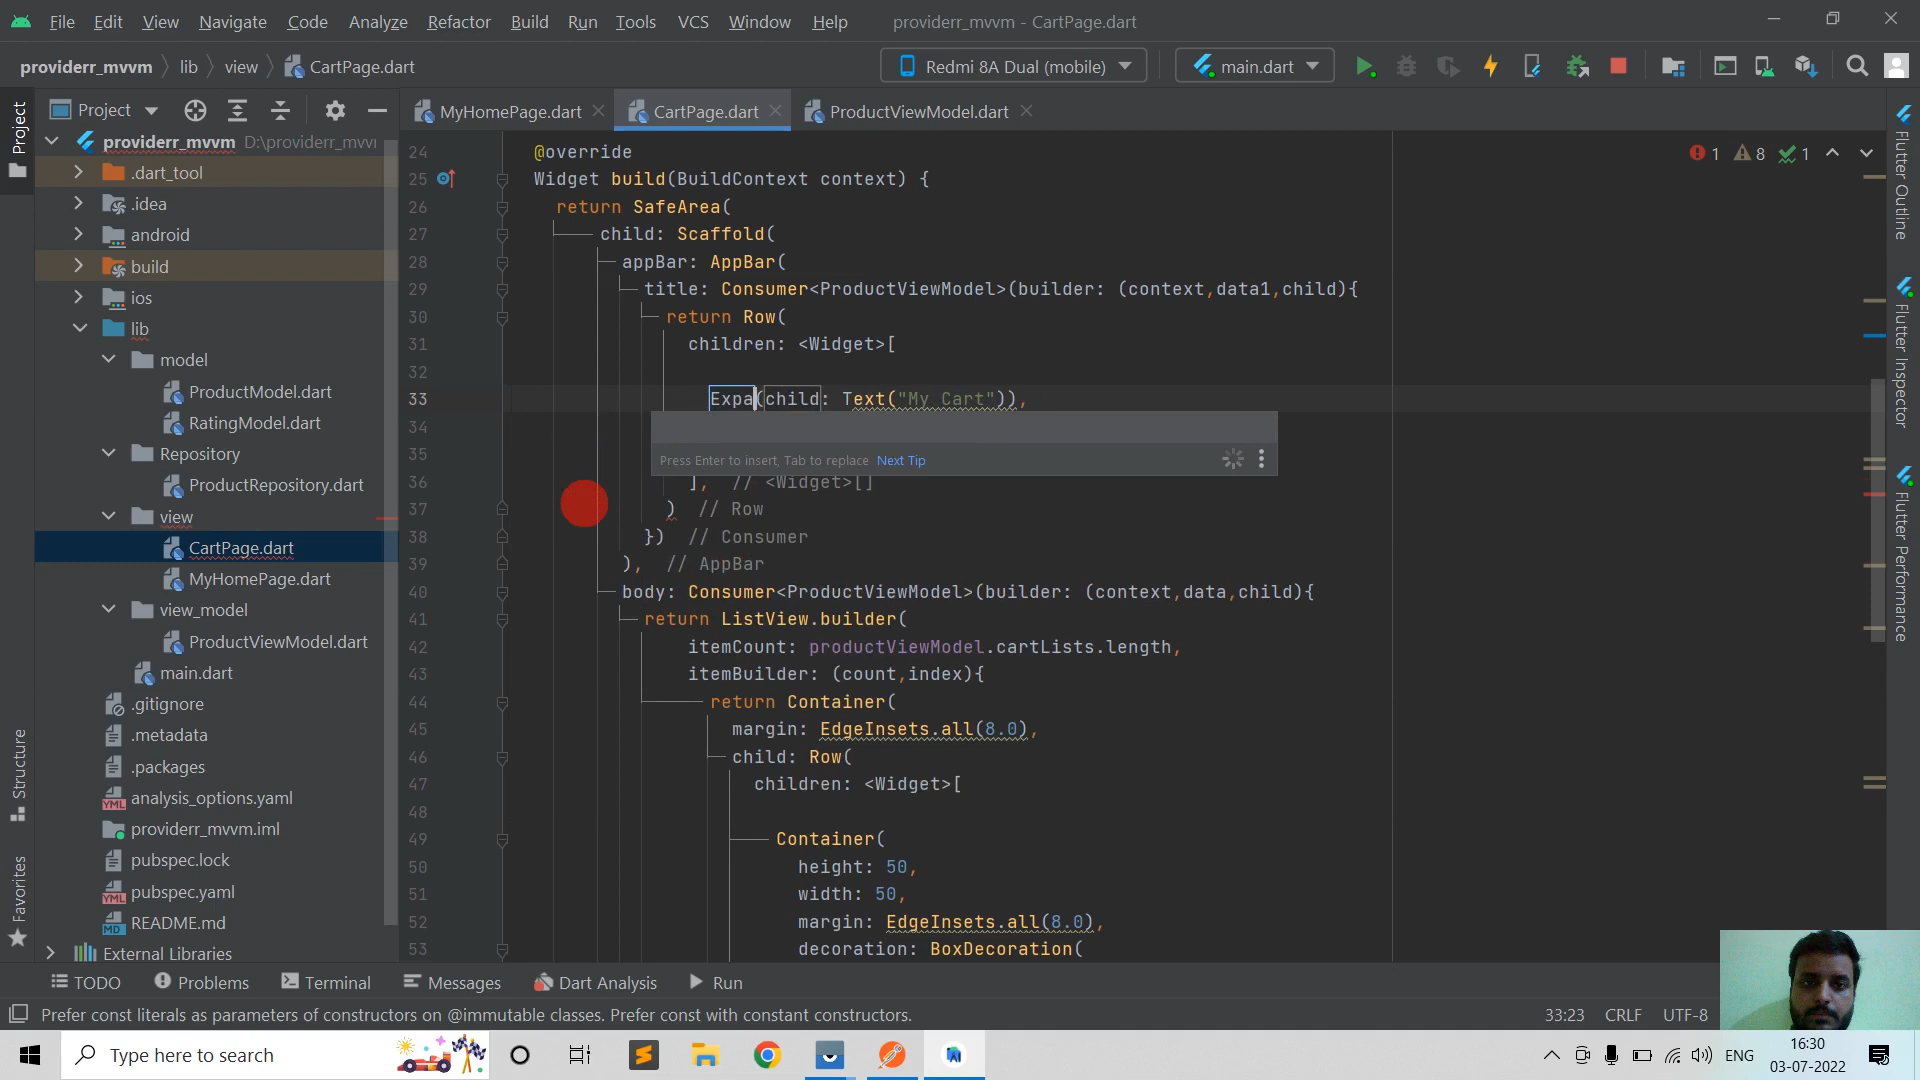 File Edit View Navigate Code Analyze Refactor Build Run Tools VCS Window Help providerr_mvvm - CartPage.dart
providerr_mvvm lib view CartPage.dart Redmi 8A Dual (mobile) main.dart
Project MyHomePage.dart CartPage.dart ProductViewModel.dart
Project
Structure
Favorites
providerr_mvvm D:\providerr_mvvi
.dart_tool
.idea
android
build
ios
lib
model
ProductModel.dart
RatingModel.dart
Repository
ProductRepository.dart
view
CartPage.dart
MyHomePage.dart
view_model
ProductViewModel.dart
main.dart
.gitignore
.metadata
.packages
analysis_options.yaml
providerr_mvvm.iml
pubspec.lock
pubspec.yaml
README.md
External Libraries
1 8 1
24 @override
25 Widget build(BuildContext context) {
26 return SafeArea(
27 child: Scaffold(
28 appBar: AppBar(
29 title: Consumer<ProductViewModel>(builder: (context,data1,child){
30 return Row(
31 children: <Widget>[
32
33 Expa(child: Text("My Cart")),
34
Press Enter to insert, Tab to replace Next Tip
35
36 ], // <Widget>[]
37 ) // Row
38 }) // Consumer
39 ), // AppBar
40 body: Consumer<ProductViewModel>(builder: (context,data,child){
41 return ListView.builder(
42 itemCount: productViewModel.cartLists.length,
43 itemBuilder: (count,index){
44 return Container(
45 margin: EdgeInsets.all(8.0),
46 child: Row(
47 children: <Widget>[
48
49 Container(
50 height: 50,
51 width: 50,
52 margin: EdgeInsets.all(8.0),
53 decoration: BoxDecoration(
Flutter Outline
Flutter Inspector
Flutter Performance
TODO Problems Terminal Messages Dart Analysis Run
Prefer const literals as parameters of constructors on @immutable classes. Prefer const with constant constructors. 33:23 CRLF UTF-8
Type here to search ENG 16:30
03-07-2022